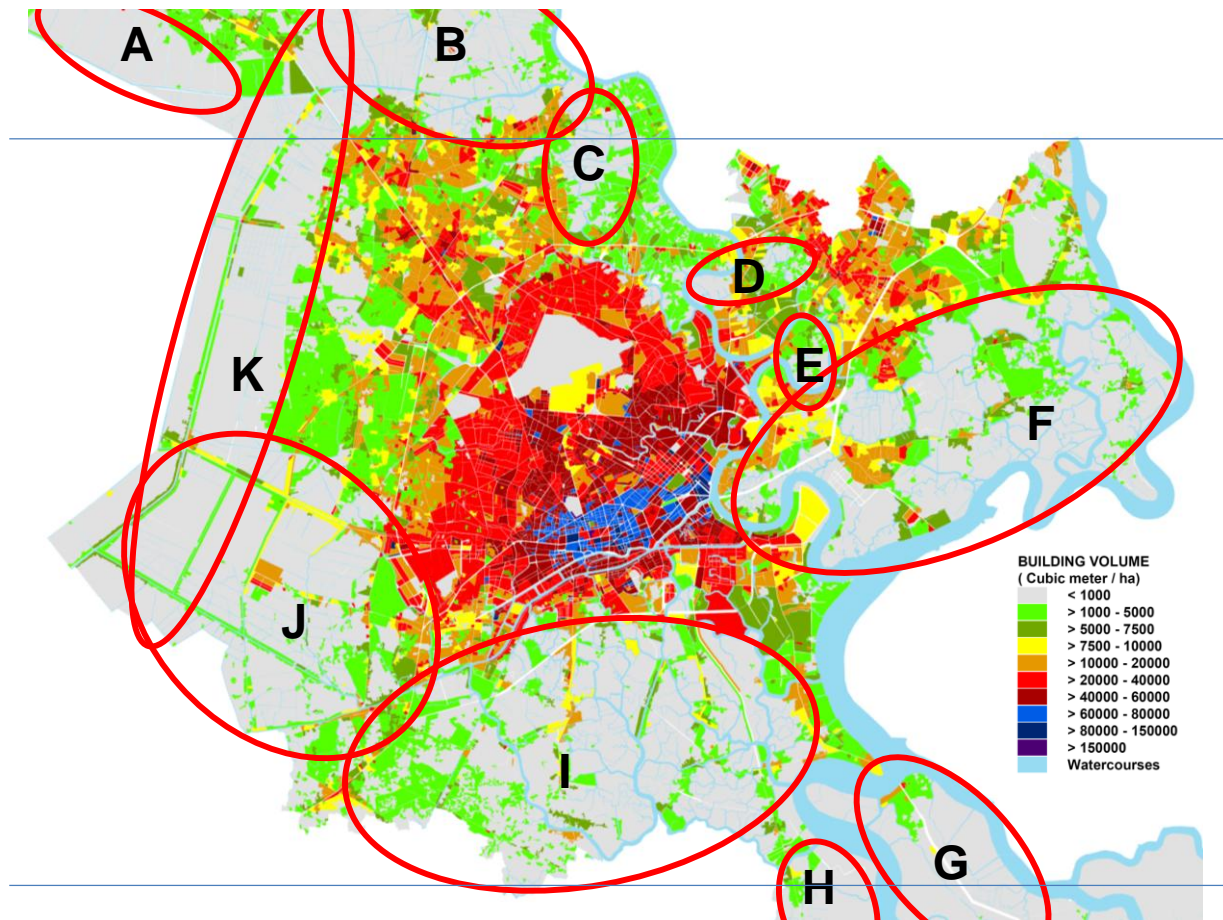 A
B
C
D
E
K
F
BUILDING VOLUME
( Cubic meter / ha)
< 1000
> 1000 - 5000
> 5000 - 7500
> 7500 - 10000
> 10000 - 20000
> 20000 - 40000
> 40000 - 60000
> 60000 - 80000
> 80000 - 150000
> 150000
Watercourses
J
I
G
H